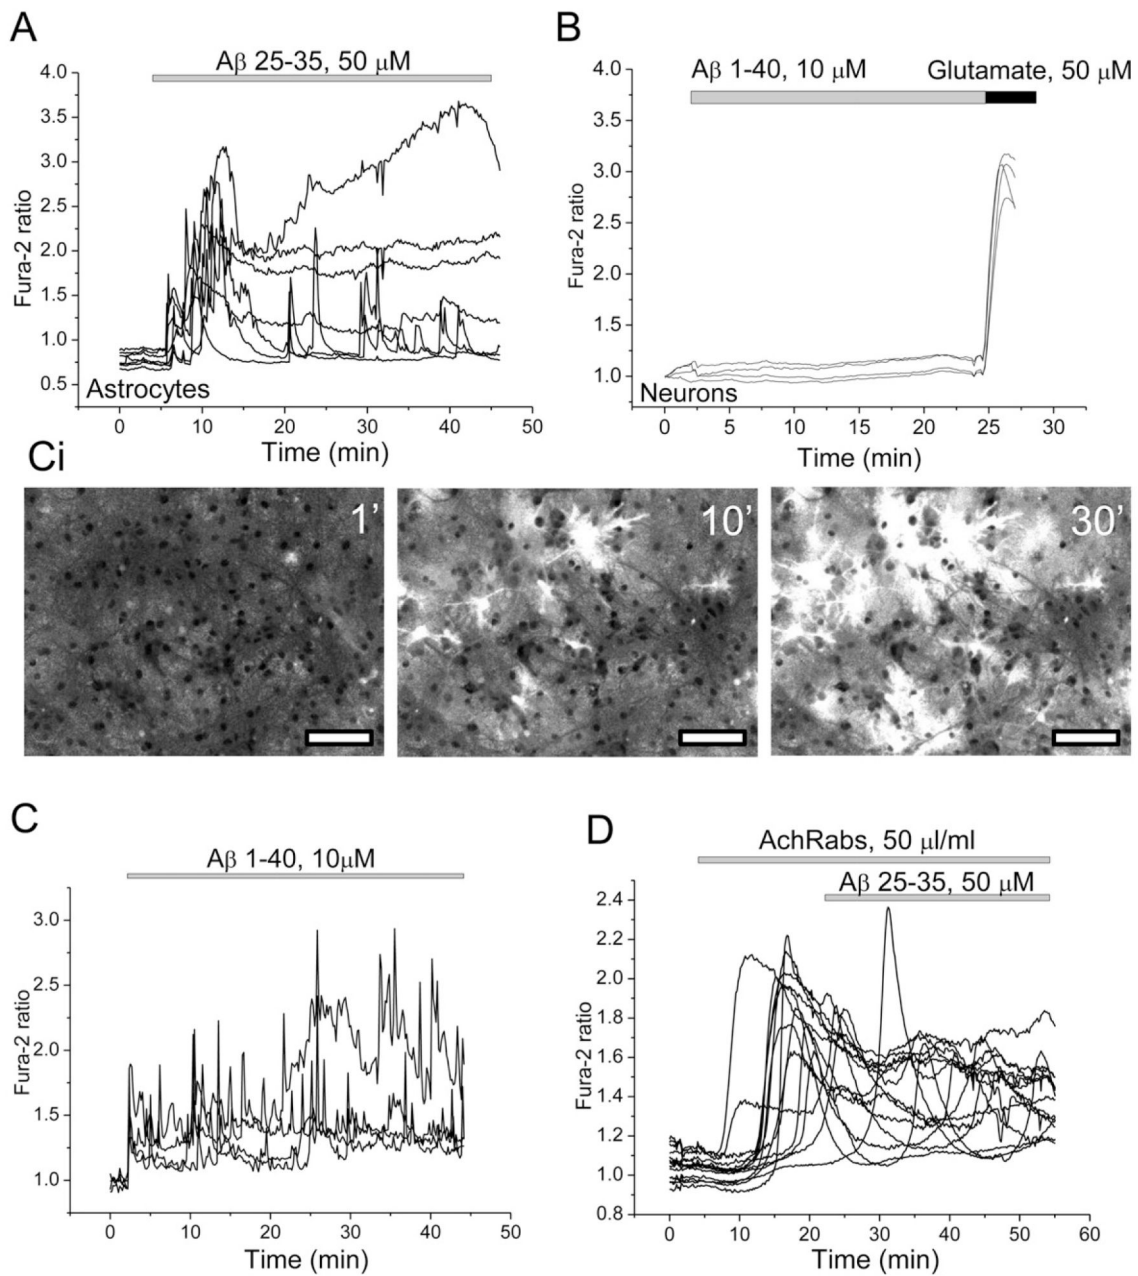 A
Aβ 25-35, 50 μM
4.0
3.5
3.0
2.5
2.0
1.5
1.0
0.5
Fura-2 ratio
Astrocytes
0 10 20 30 40 50
Time (min)
B
Aβ 1-40, 10 μM
Glutamate, 50 μM
4.0
3.5
3.0
2.5
2.0
1.5
1.0
Fura-2 ratio
Neurons
0 5 10 15 20 25 30
Time (min)
Ci
1’
10’
30’
C
Aβ 1-40, 10μM
3.0
2.5
2.0
1.5
1.0
Fura-2 ratio
0 10 20 30 40 50
Time (min)
D
AchRabs, 50 μl/ml
Aβ 25-35, 50 μM
2.4
2.2
2.0
1.8
1.6
1.4
1.2
1.0
0.8
Fura-2 ratio
0 10 20 30 40 50 60
Time (min)